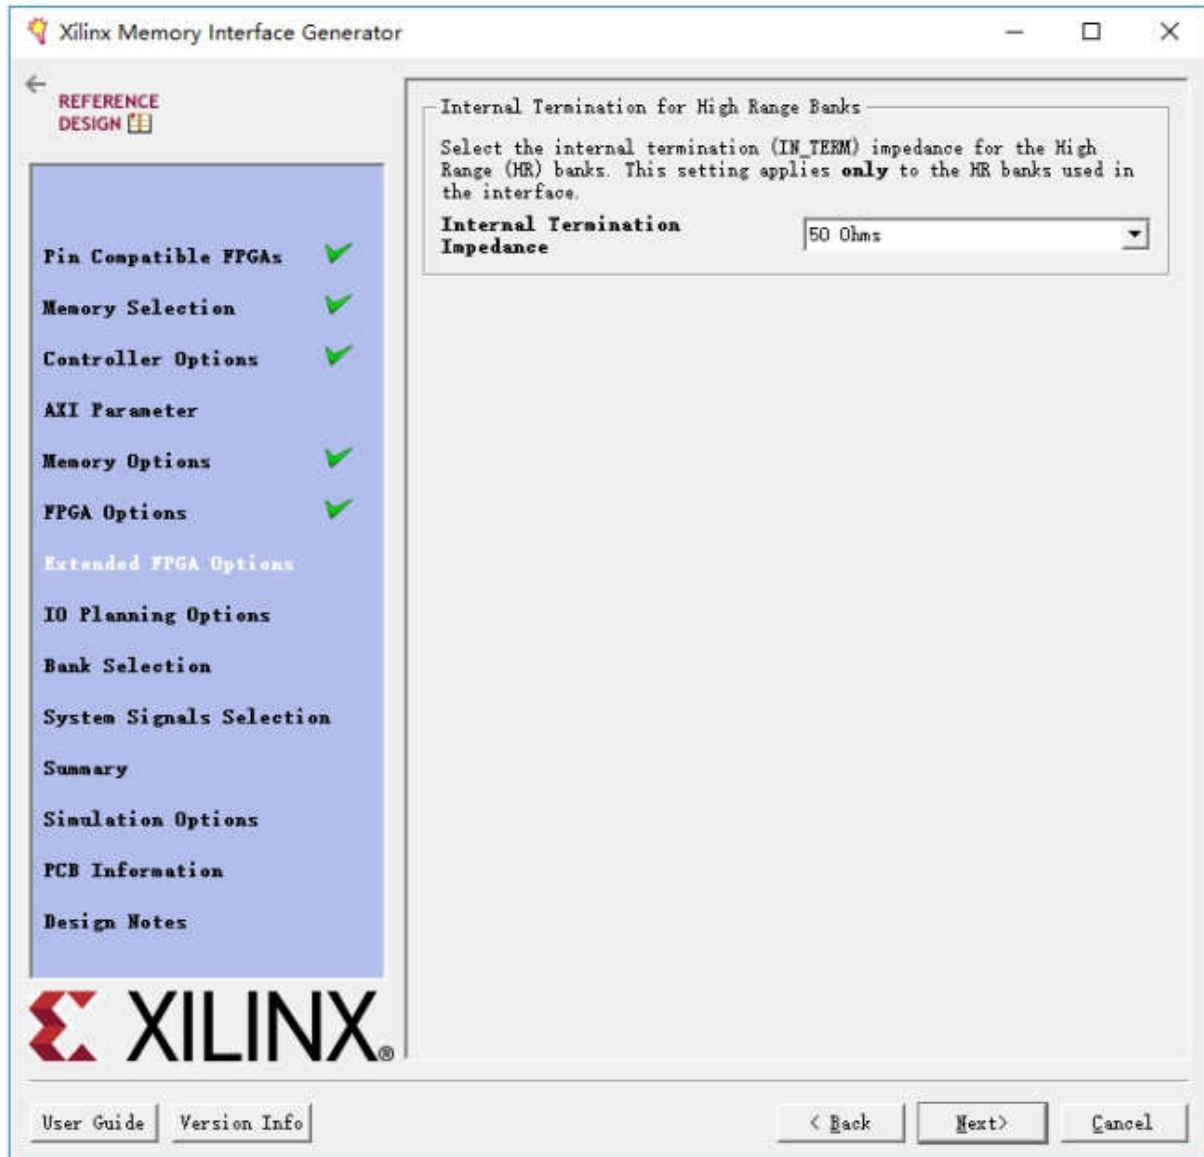 Xilinx Memory Interface Generator
REFERENCE
DESIGN
Pin Compatible FPGAs
Memory Selection
Controller Options
AXI Parameter
Memory Options
FPGA Options
Extended FPGA Options
IO Planning Options
Bank Selection
System Signals Selection
Summary
Simulation Options
PCB Information
Design Notes
XILINX®
Internal Termination for High Range Banks
Select the internal termination (IN_TERM) impedance for the High
Range (HR) banks. This setting applies only to the HR banks used in
the interface.
Internal Termination
Impedance
50 Ohms
User Guide
Version Info
< Back
Next>
Cancel